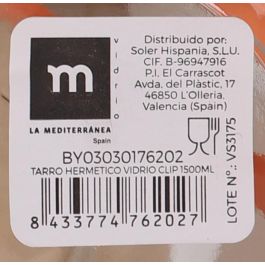 vidrio
m
LA MEDITERRÁNEA
Spain
Distribuido por:
Soler Hispania, S.L.U.
CIF. B-96947916
P.I, El Carrascot
Avda. del Plàstic, 17
46850 L'Olleria.
Valencia (Spain)
BY03030176202
TARRO HERMETICO VIDRIO CLIP 1500ML
8 433774 762027
LOTE Nº.: VS3175